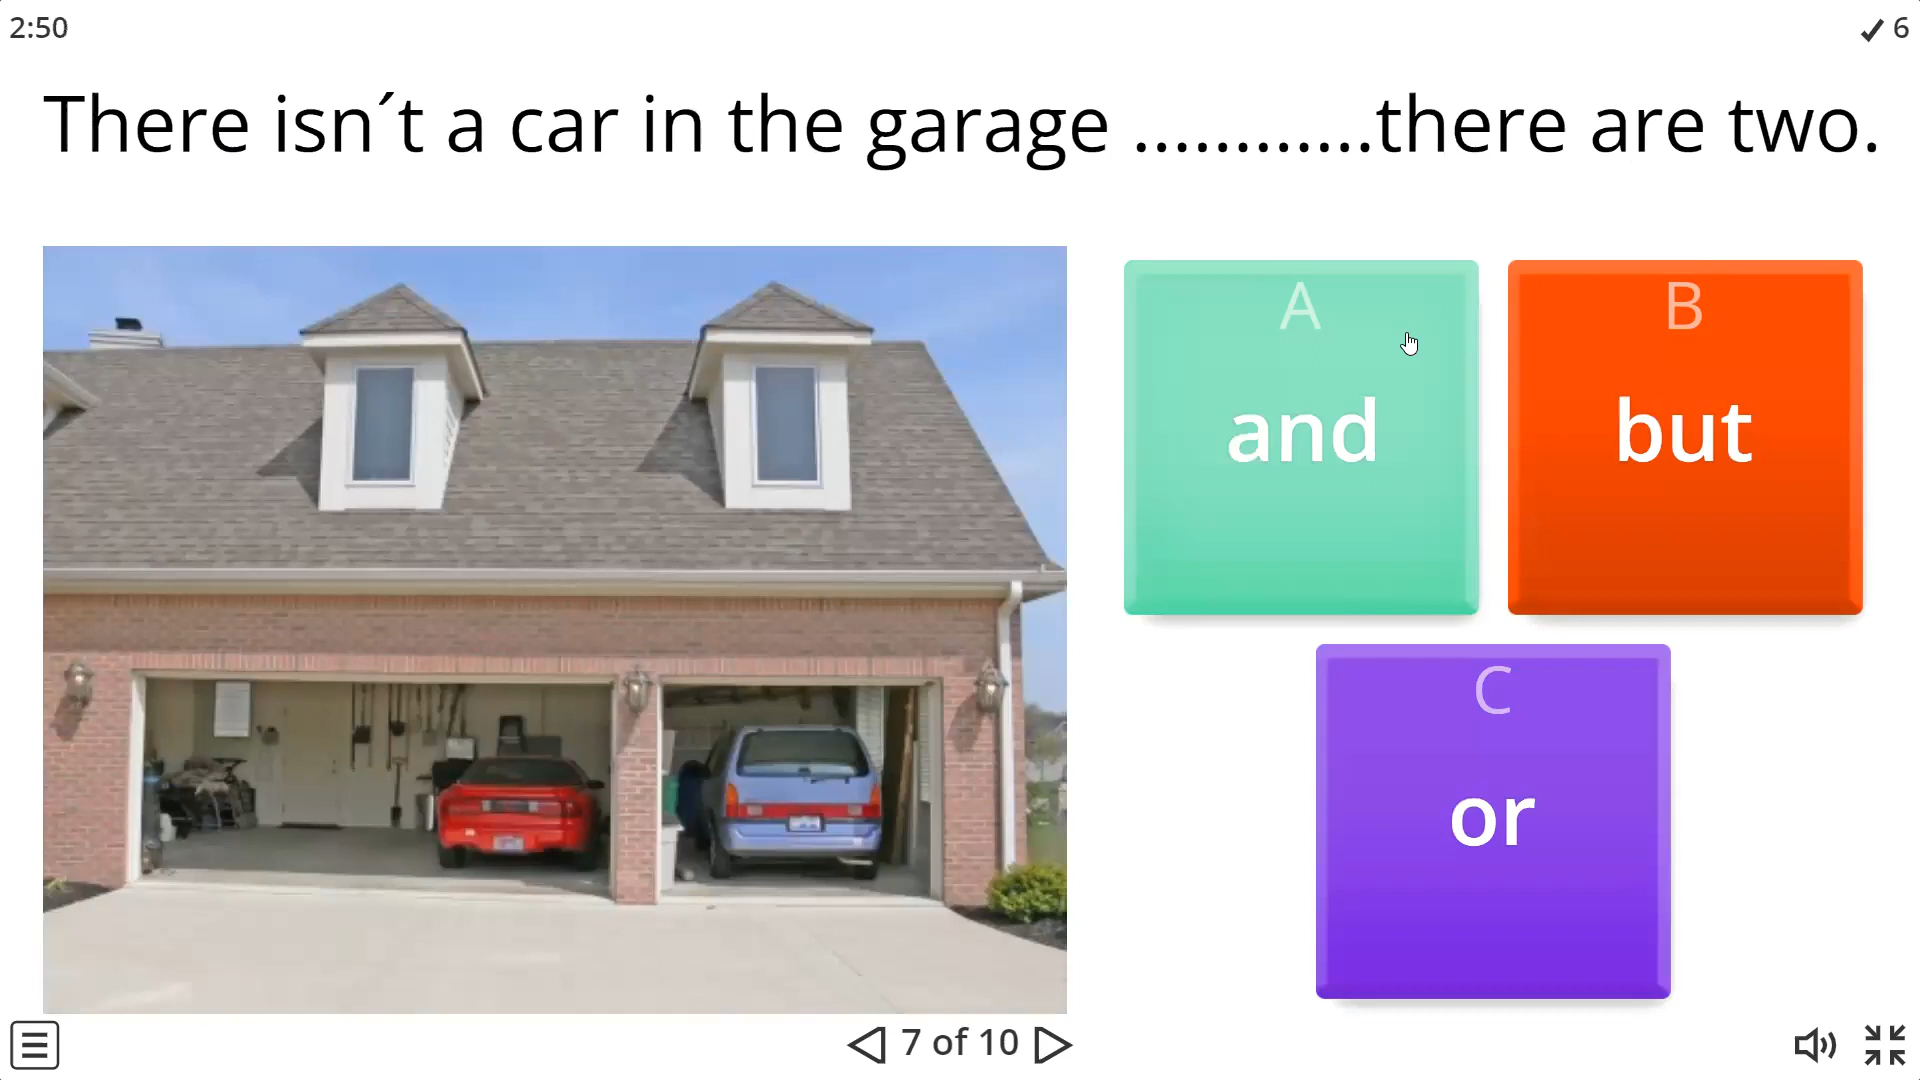 2:50
6
There isn´t a car in the garage ............there are two.
A
and
B
but
C
or
7 of 10